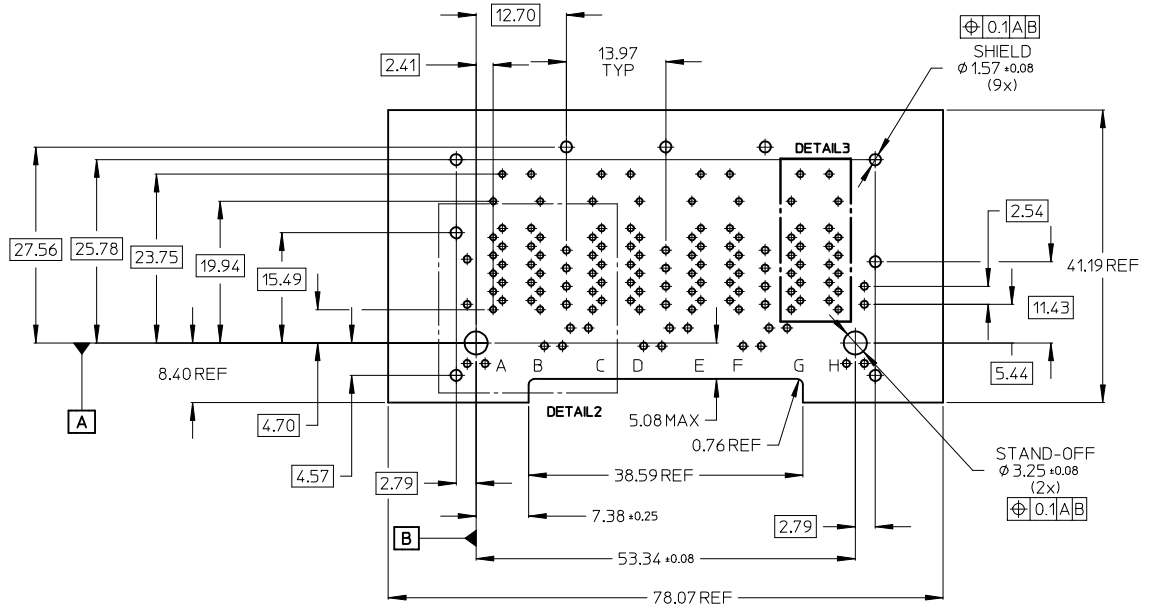 12.70
⌖ 0.1 A B
SHIELD
Ø 1.57 ±0.08
(9x)
13.97
TYP
2.41
DETAIL3
27.56
25.78
23.75
19.94
15.49
2.54
41.19 REF
11.43
8.40 REF
A B C D E F G H
5.44
A
4.70
DETAIL2
5.08 MAX
0.76 REF
4.57
STAND-OFF
Ø 3.25 ±0.08
(2x)
⌖ 0.1 A B
2.79
38.59 REF
7.38 ±0.25
2.79
B
53.34 ±0.08
78.07 REF